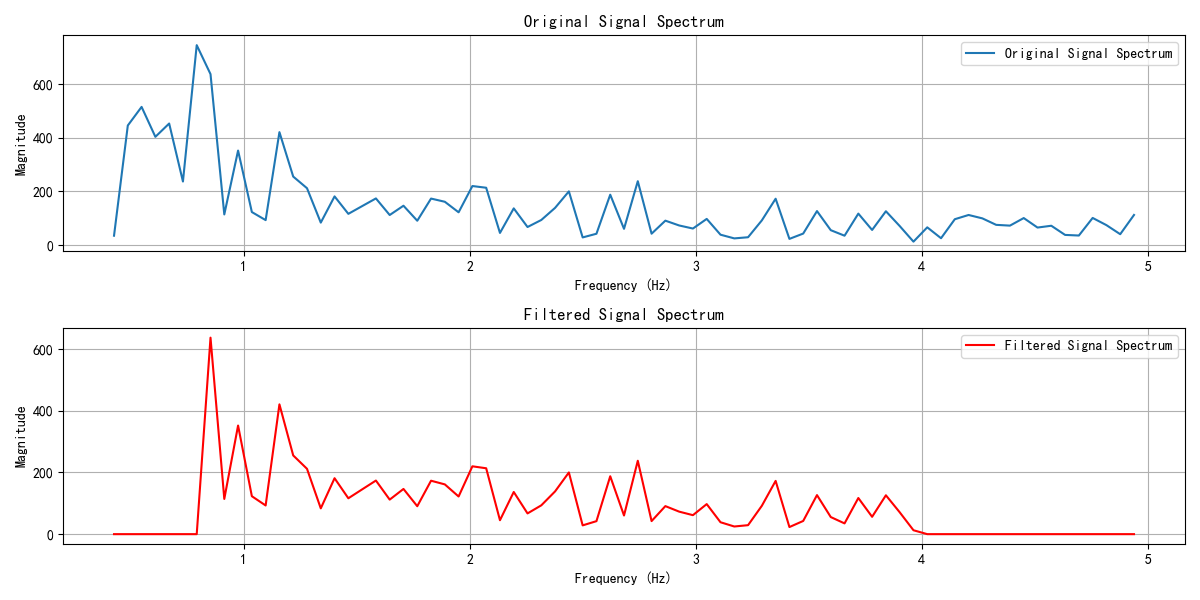 Original Signal Spectrum
Original Signal Spectrum
Magnitude
600
400
200
0
1 2 3 4 5
Frequency (Hz)
Filtered Signal Spectrum
Filtered Signal Spectrum
Magnitude
600
400
200
0
1 2 3 4 5
Frequency (Hz)